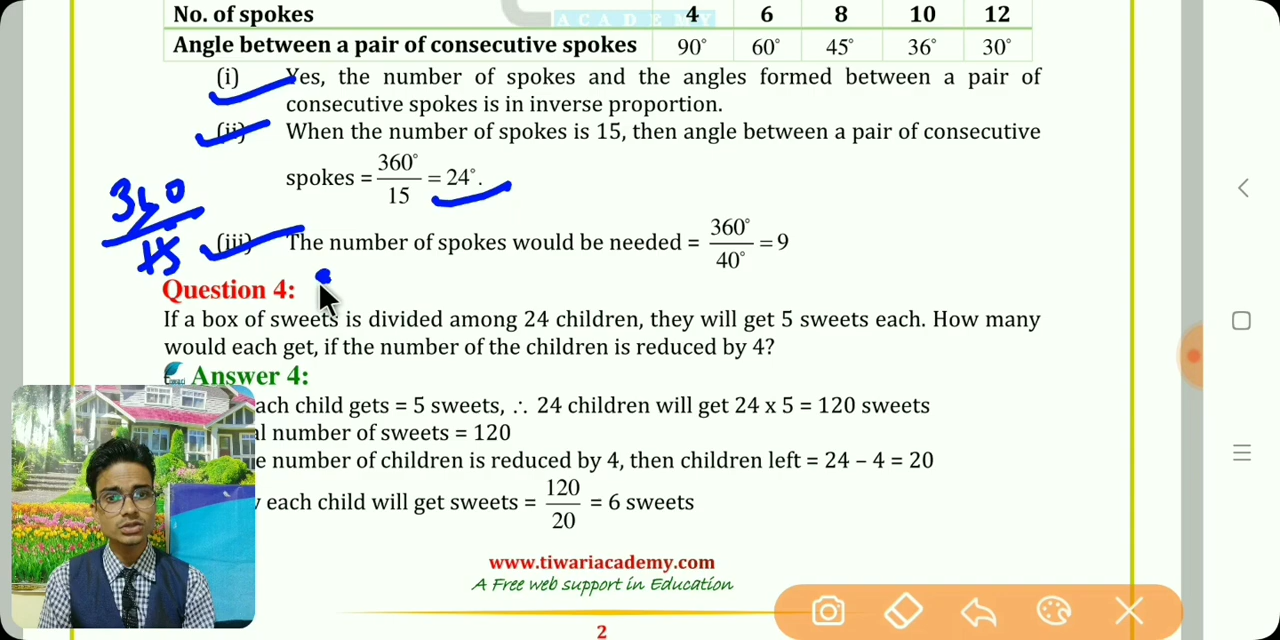 ACADEMY
No. of spokes 4 6 8 10 12
Angle between a pair of consecutive spokes 90° 60° 45° 36° 30°
(i) Yes, the number of spokes and the angles formed between a pair of
consecutive spokes is in inverse proportion.
(ii) When the number of spokes is 15, then angle between a pair of consecutive
spokes = 360°/15 = 24°.
360/15
(iii) The number of spokes would be needed = 360°/40° = 9
Question 4:
If a box of sweets is divided among 24 children, they will get 5 sweets each. How many
would each get, if the number of the children is reduced by 4?
Answer 4:
ach child gets = 5 sweets, ∴ 24 children will get 24 x 5 = 120 sweets
l number of sweets = 120
e number of children is reduced by 4, then children left = 24 – 4 = 20
each child will get sweets = 120/20 = 6 sweets
www.tiwariacademy.com
A Free web support in Education
2